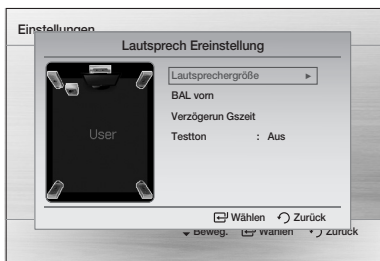 Einstellungen
Lautsprech Ereinstellung
Lautsprechergröße ►
BAL vorn
Verzögerun Gszeit
Testton : Aus
User
Wählen Zurück
Beweg. Wählen Zurück